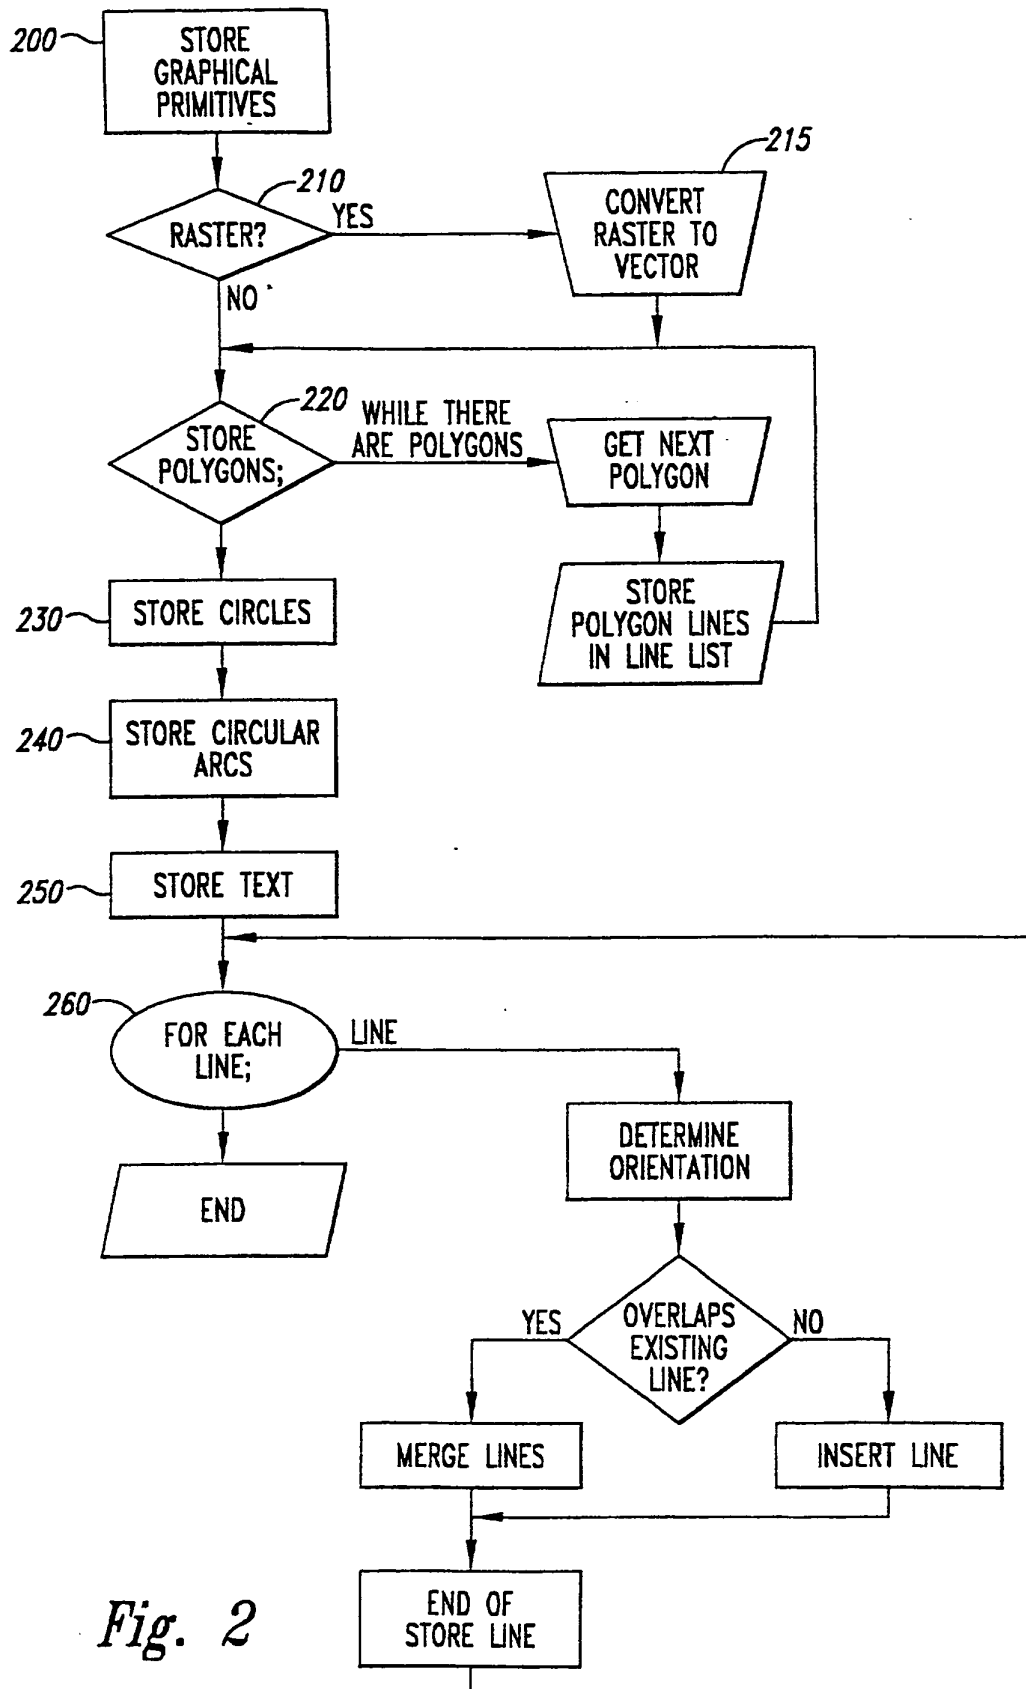 200
STORE
GRAPHICAL
PRIMITIVES
210
RASTER?
YES
NO
215
CONVERT
RASTER TO
VECTOR
220
STORE
POLYGONS;
WHILE THERE
ARE POLYGONS
GET NEXT
POLYGON
STORE
POLYGON LINES
IN LINE LIST
230
STORE CIRCLES
240
STORE CIRCULAR
ARCS
250
STORE TEXT
260
FOR EACH
LINE;
LINE
END
DETERMINE
ORIENTATION
OVERLAPS
EXISTING
LINE?
YES
NO
MERGE LINES
INSERT LINE
END OF
STORE LINE
Fig. 2